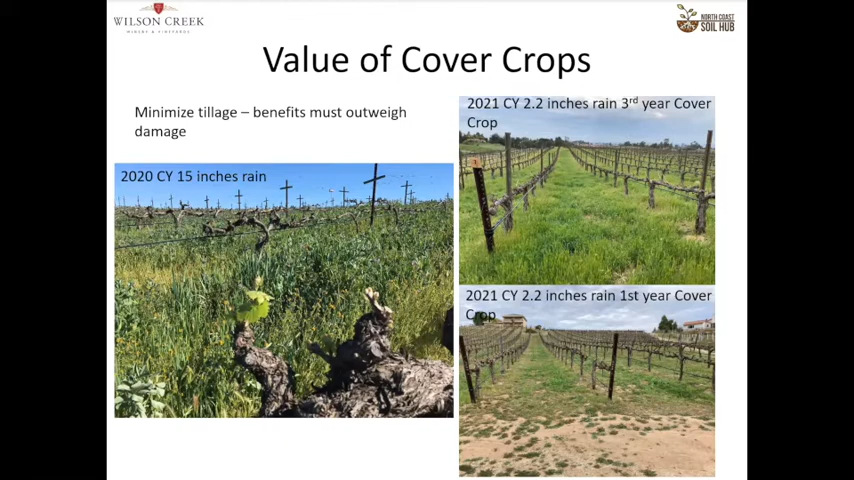 WILSON CREEK
WINERY & VINEYARDS
NORTH COAST
SOIL HUB
Value of Cover Crops
Minimize tillage – benefits must outweigh
damage
2020 CY 15 inches rain
2021 CY 2.2 inches rain 3rd year Cover
Crop
2021 CY 2.2 inches rain 1st year Cover
Crop